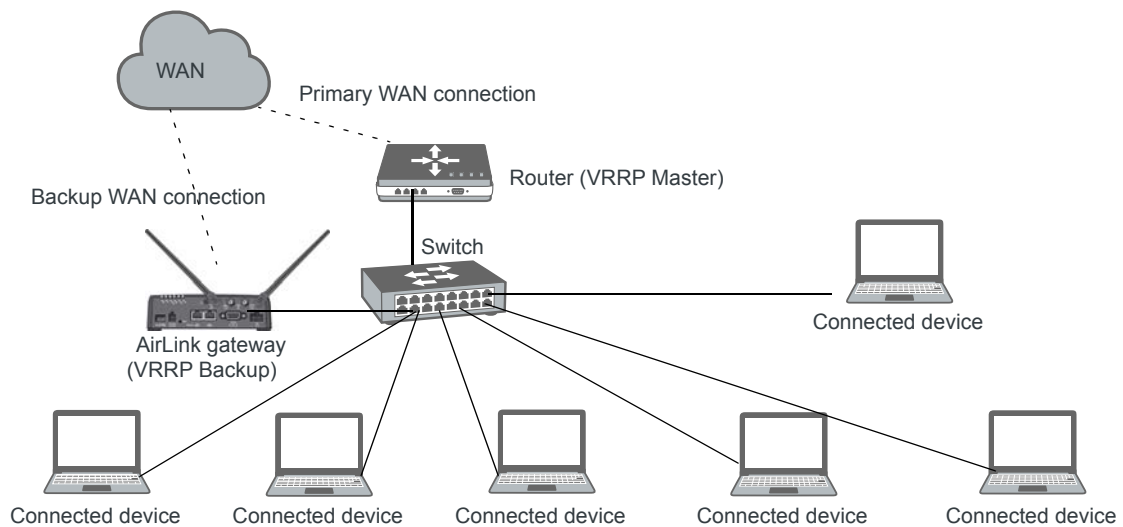 WAN
Primary WAN connection
Router (VRRP Master)
Backup WAN connection
Switch
Connected device
AirLink gateway
(VRRP Backup)
Connected device
Connected device
Connected device
Connected device
Connected device